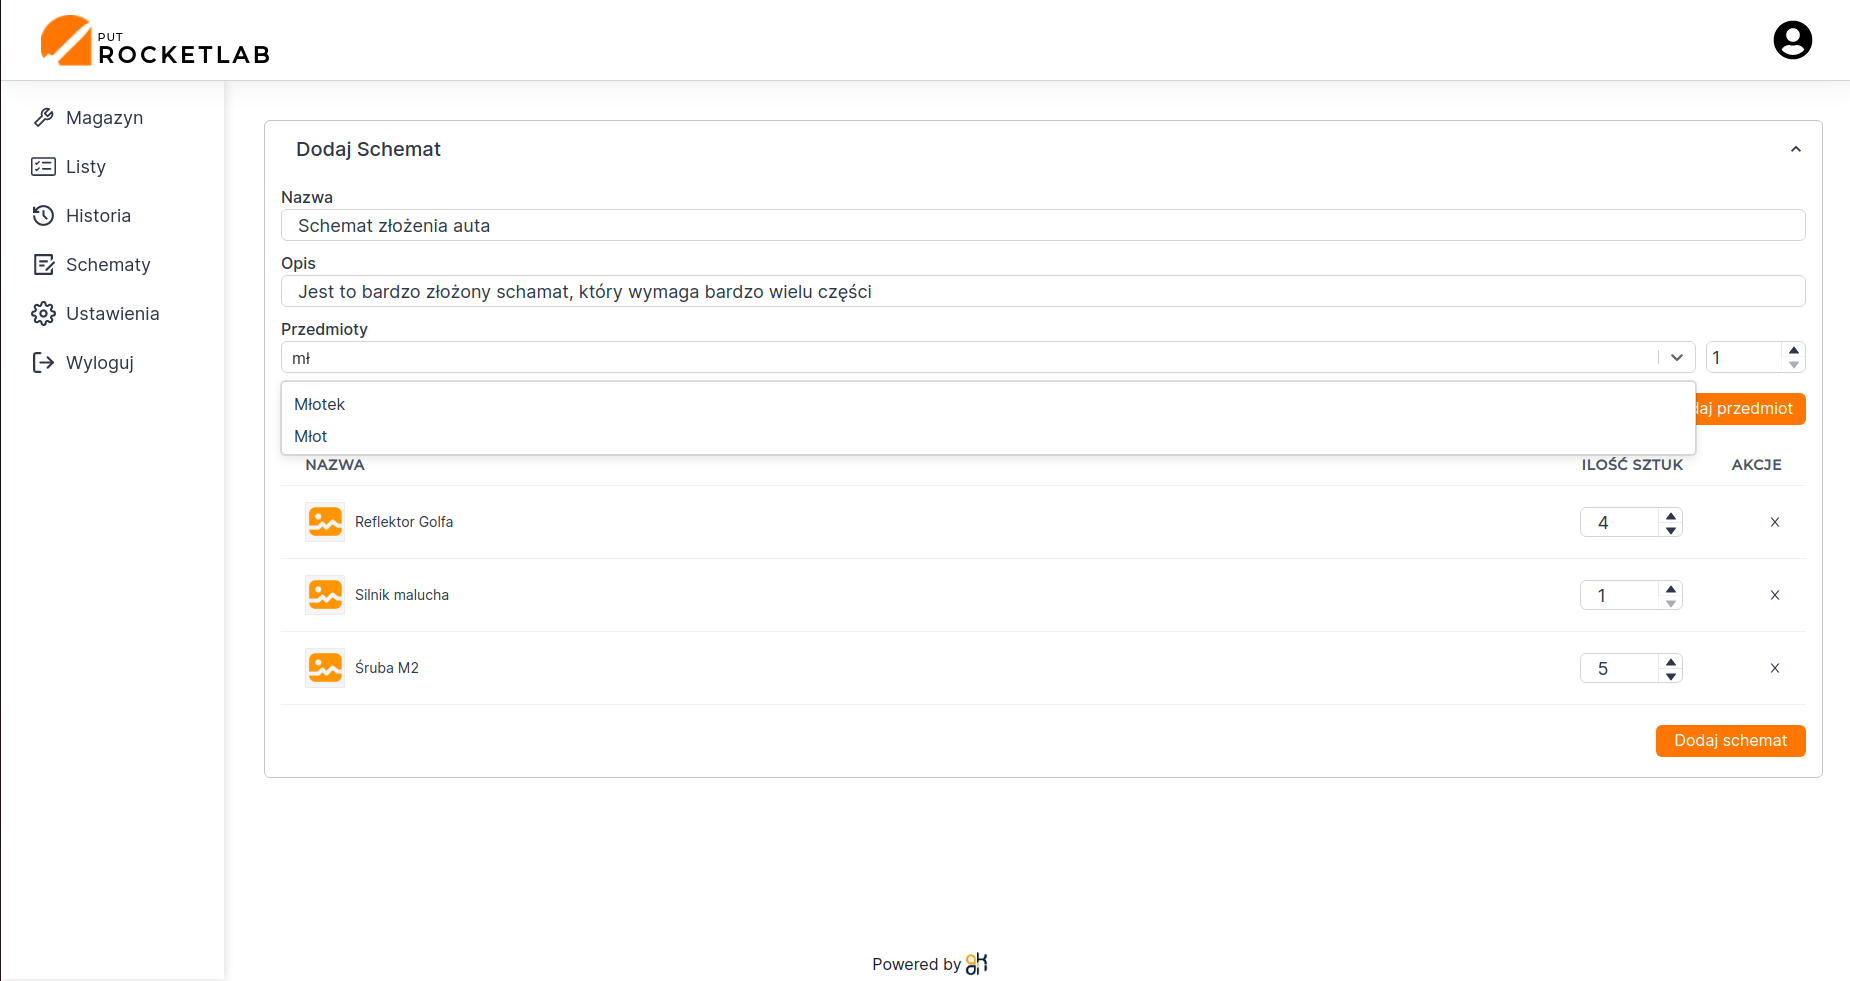 PUT
ROCKETLAB
Magazyn
Listy
Historia
Schematy
Ustawienia
Wyloguj
Dodaj Schemat
Nazwa
Schemat złożenia auta
Opis
Jest to bardzo złożony schamat, który wymaga bardzo wielu części
Przedmioty
mł 1
Młotek
Młot
daj przedmiot
NAZWA ILOŚĆ SZTUK AKCJE
Reflektor Golfa 4 X
Silnik malucha 1 X
Śruba M2 5 X
Dodaj schemat
Powered by